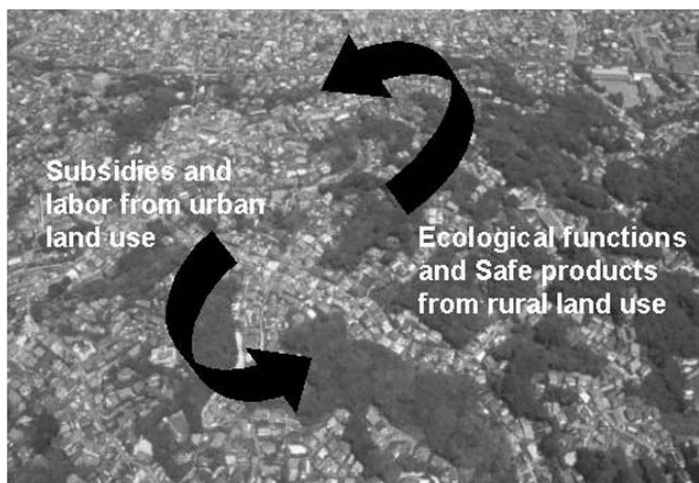 Subsidies and
labor from urban
land use
Ecological functions
and Safe products
from rural land use